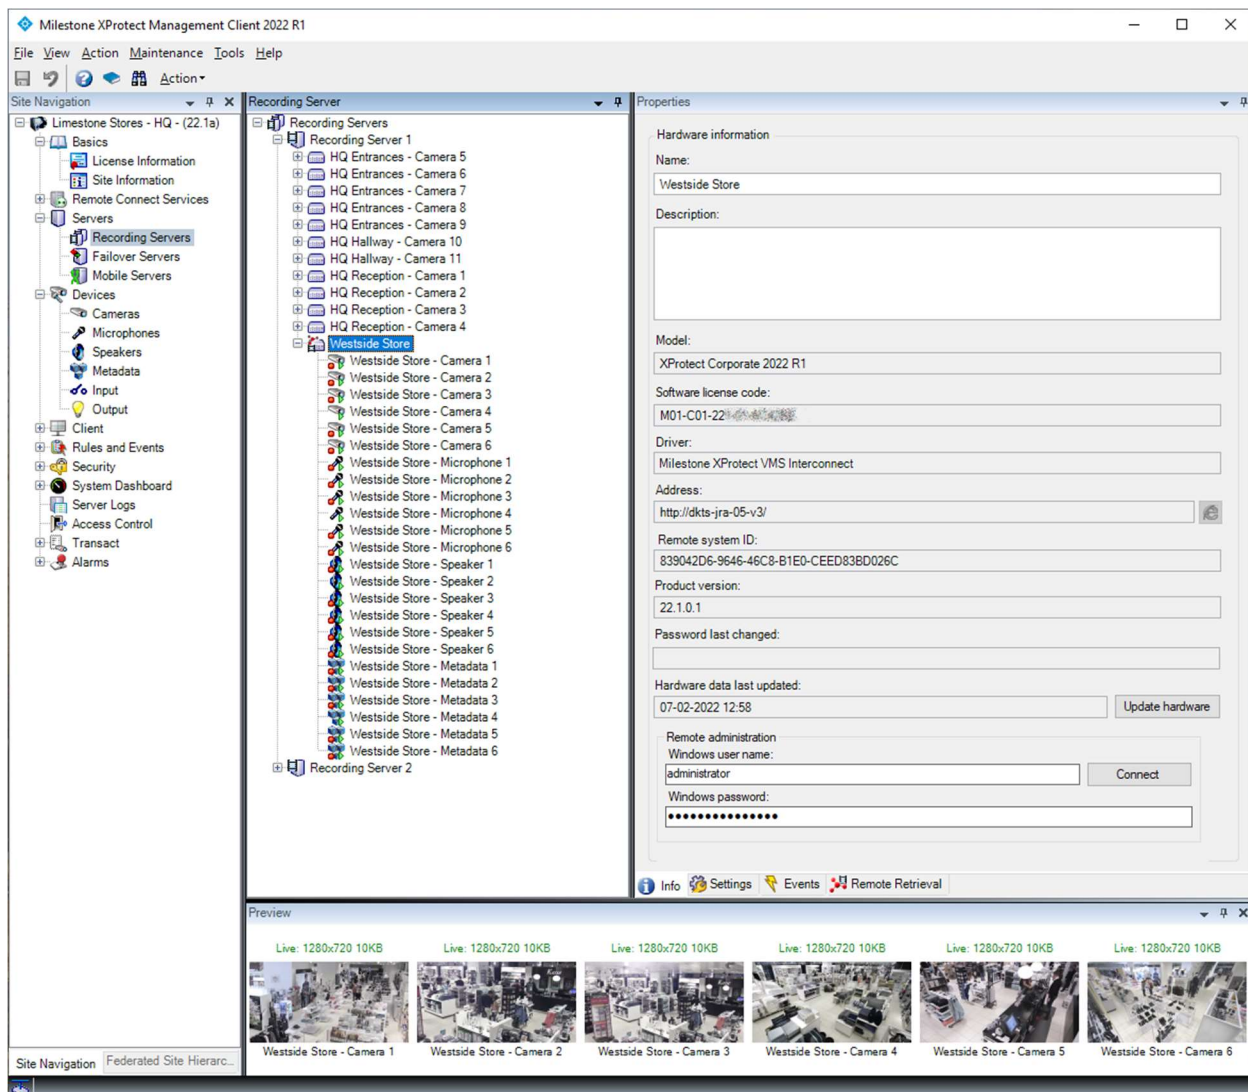 Milestone XProtect Management Client 2022 R1
File View Action Maintenance Tools Help
Action
Site Navigation
Limestone Stores - HQ - (22.1a)
Basics
License Information
Site Information
Remote Connect Services
Servers
Recording Servers
Failover Servers
Mobile Servers
Devices
Cameras
Microphones
Speakers
Metadata
Input
Output
Client
Rules and Events
Security
System Dashboard
Server Logs
Access Control
Transact
Alarms
Site Navigation
Federated Site Hierarc...
Recording Server
Recording Servers
Recording Server 1
HQ Entrances - Camera 5
HQ Entrances - Camera 6
HQ Entrances - Camera 7
HQ Entrances - Camera 8
HQ Entrances - Camera 9
HQ Hallway - Camera 10
HQ Hallway - Camera 11
HQ Reception - Camera 1
HQ Reception - Camera 2
HQ Reception - Camera 3
HQ Reception - Camera 4
Westside Store
Westside Store - Camera 1
Westside Store - Camera 2
Westside Store - Camera 3
Westside Store - Camera 4
Westside Store - Camera 5
Westside Store - Camera 6
Westside Store - Microphone 1
Westside Store - Microphone 2
Westside Store - Microphone 3
Westside Store - Microphone 4
Westside Store - Microphone 5
Westside Store - Microphone 6
Westside Store - Speaker 1
Westside Store - Speaker 2
Westside Store - Speaker 3
Westside Store - Speaker 4
Westside Store - Speaker 5
Westside Store - Speaker 6
Westside Store - Metadata 1
Westside Store - Metadata 2
Westside Store - Metadata 3
Westside Store - Metadata 4
Westside Store - Metadata 5
Westside Store - Metadata 6
Recording Server 2
Properties
Hardware information
Name:
Westside Store
Description:
Model:
XProtect Corporate 2022 R1
Software license code:
M01-C01-22
Driver:
Milestone XProtect VMS Interconnect
Address:
http://dkts-jra-05-v3/
Remote system ID:
839042D6-9646-46C8-B1E0-CEED83BD026C
Product version:
22.1.0.1
Password last changed:
Hardware data last updated:
07-02-2022 12:58
Update hardware
Remote administration
Windows user name:
administrator
Connect
Windows password:
Info Settings Events Remote Retrieval
Preview
Live: 1280x720 10KB
Live: 1280x720 10KB
Live: 1280x720 10KB
Live: 1280x720 10KB
Live: 1280x720 10KB
Live: 1280x720 10KB
Westside Store - Camera 1
Westside Store - Camera 2
Westside Store - Camera 3
Westside Store - Camera 4
Westside Store - Camera 5
Westside Store - Camera 6